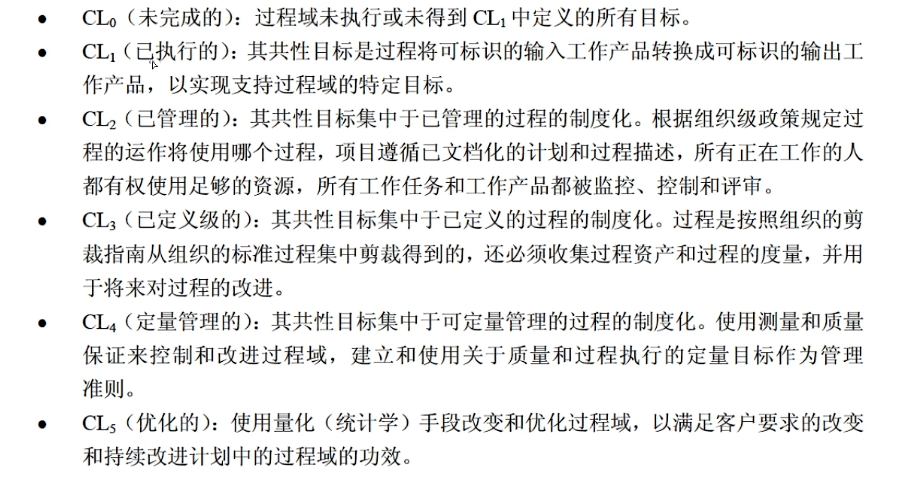 ● CL₀（未完成的）：过程域未执行或未得到 CL₁ 中定义的所有目标。
● CL₁（已执行的）：其共性目标是过程将可标识的输入工作产品转换成可标识的输出工
作产品，以实现支持过程域的特定目标。
● CL₂（已管理的）：其共性目标集中于已管理的过程的制度化。根据组织级政策规定过
程的运作将使用哪个过程，项目遵循已文档化的计划和过程描述，所有正在工作的人
都有权使用足够的资源，所有工作任务和工作产品都被监控、控制和评审。
● CL₃（已定义级的）：其共性目标集中于已定义的过程的制度化。过程是按照组织的剪
裁指南从组织的标准过程集中剪裁得到的，还必须收集过程资产和过程的度量，并用
于将来对过程的改进。
● CL₄（定量管理的）：其共性目标集中于可定量管理的过程的制度化。使用测量和质量
保证来控制和改进过程域，建立和使用关于质量和过程执行的定量目标作为管理
准则。
● CL₅（优化的）：使用量化（统计学）手段改变和优化过程域，以满足客户要求的改变
和持续改进计划中的过程域的功效。